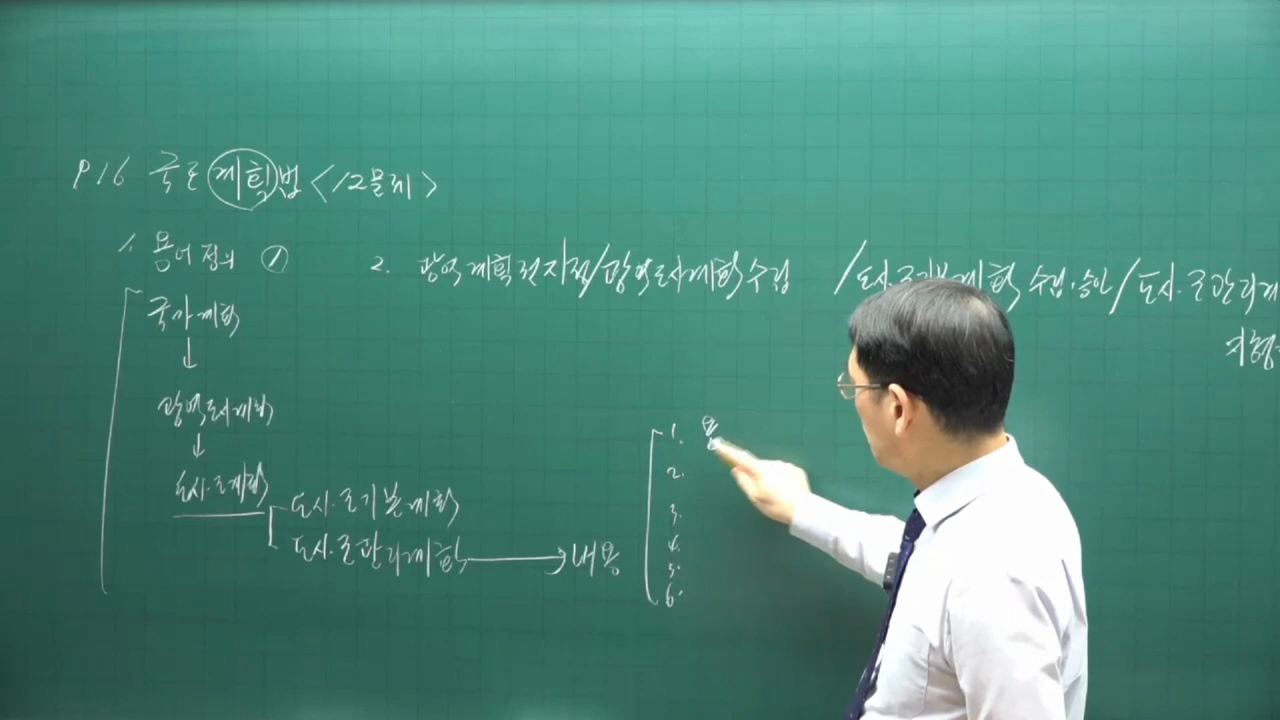 P16 국토계획법 <12문제>
1. 용어정의 ①
2. 광역계획권지정/광역도시계획수립 /도시·군기본계획 수립·승인/도시·군관리계
지형
국가계획
↓
광역도시계획
↓
도시·군계획
도시·군기본계획
도시·군관리계획 → 내용
1. 용
2.
3.
4.
5.
6.